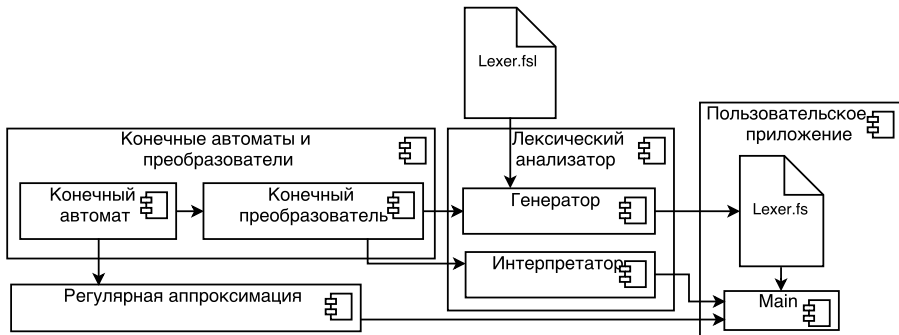 Lexer.fsl
Конечные автоматы и
преобразователи
Лексический
анализатор
Пользовательское
приложение
Конечный
автомат
Конечный
преобразователь
Генератор
Lexer.fs
Интерпретатор
Регулярная аппроксимация
Main